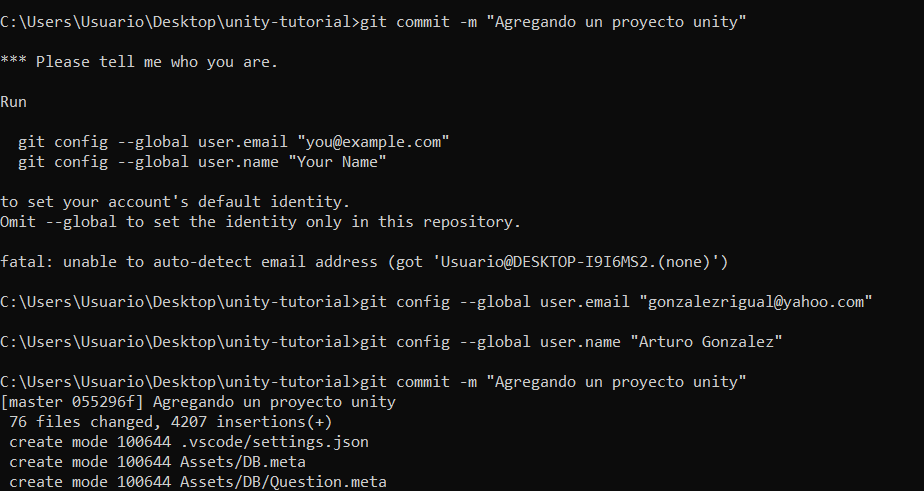 C:\Users\Usuario\Desktop\unity-tutorial>git commit -m "Agregando un proyecto unity"
*** Please tell me who you are.
Run
git config --global user.email "you@example.com"
git config --global user.name "Your Name"
to set your account's default identity.
Omit --global to set the identity only in this repository.
fatal: unable to auto-detect email address (got 'Usuario@DESKTOP-I9I6MS2.(none)')
C:\Users\Usuario\Desktop\unity-tutorial>git config --global user.email "gonzalezrigual@yahoo.com"
C:\Users\Usuario\Desktop\unity-tutorial>git config --global user.name "Arturo Gonzalez"
C:\Users\Usuario\Desktop\unity-tutorial>git commit -m "Agregando un proyecto unity"
[master 055296f] Agregando un proyecto unity
76 files changed, 4207 insertions(+)
create mode 100644 .vscode/settings.json
create mode 100644 Assets/DB.meta
create mode 100644 Assets/DB/Question.meta